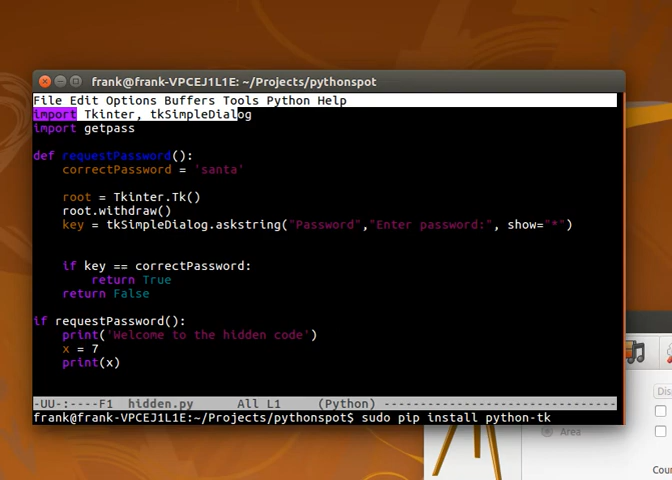 frank@frank-VPCEJ1L1E: ~/Projects/pythonspot
File Edit Options Buffers Tools Python Help
import Tkinter, tkSimpleDialog
import getpass
def requestPassword():
correctPassword = 'santa'
root = Tkinter.Tk()
root.withdraw()
key = tkSimpleDialog.askstring("Password","Enter password:", show="*")
if key == correctPassword:
return True
return False
if requestPassword():
print('Welcome to the hidden code')
x = 7
print(x)
-UU-:----F1  hidden.py      All L1     (Python) --------------------------------
frank@frank-VPCEJ1L1E:~/Projects/pythonspot$ sudo pip install python-tk
Area